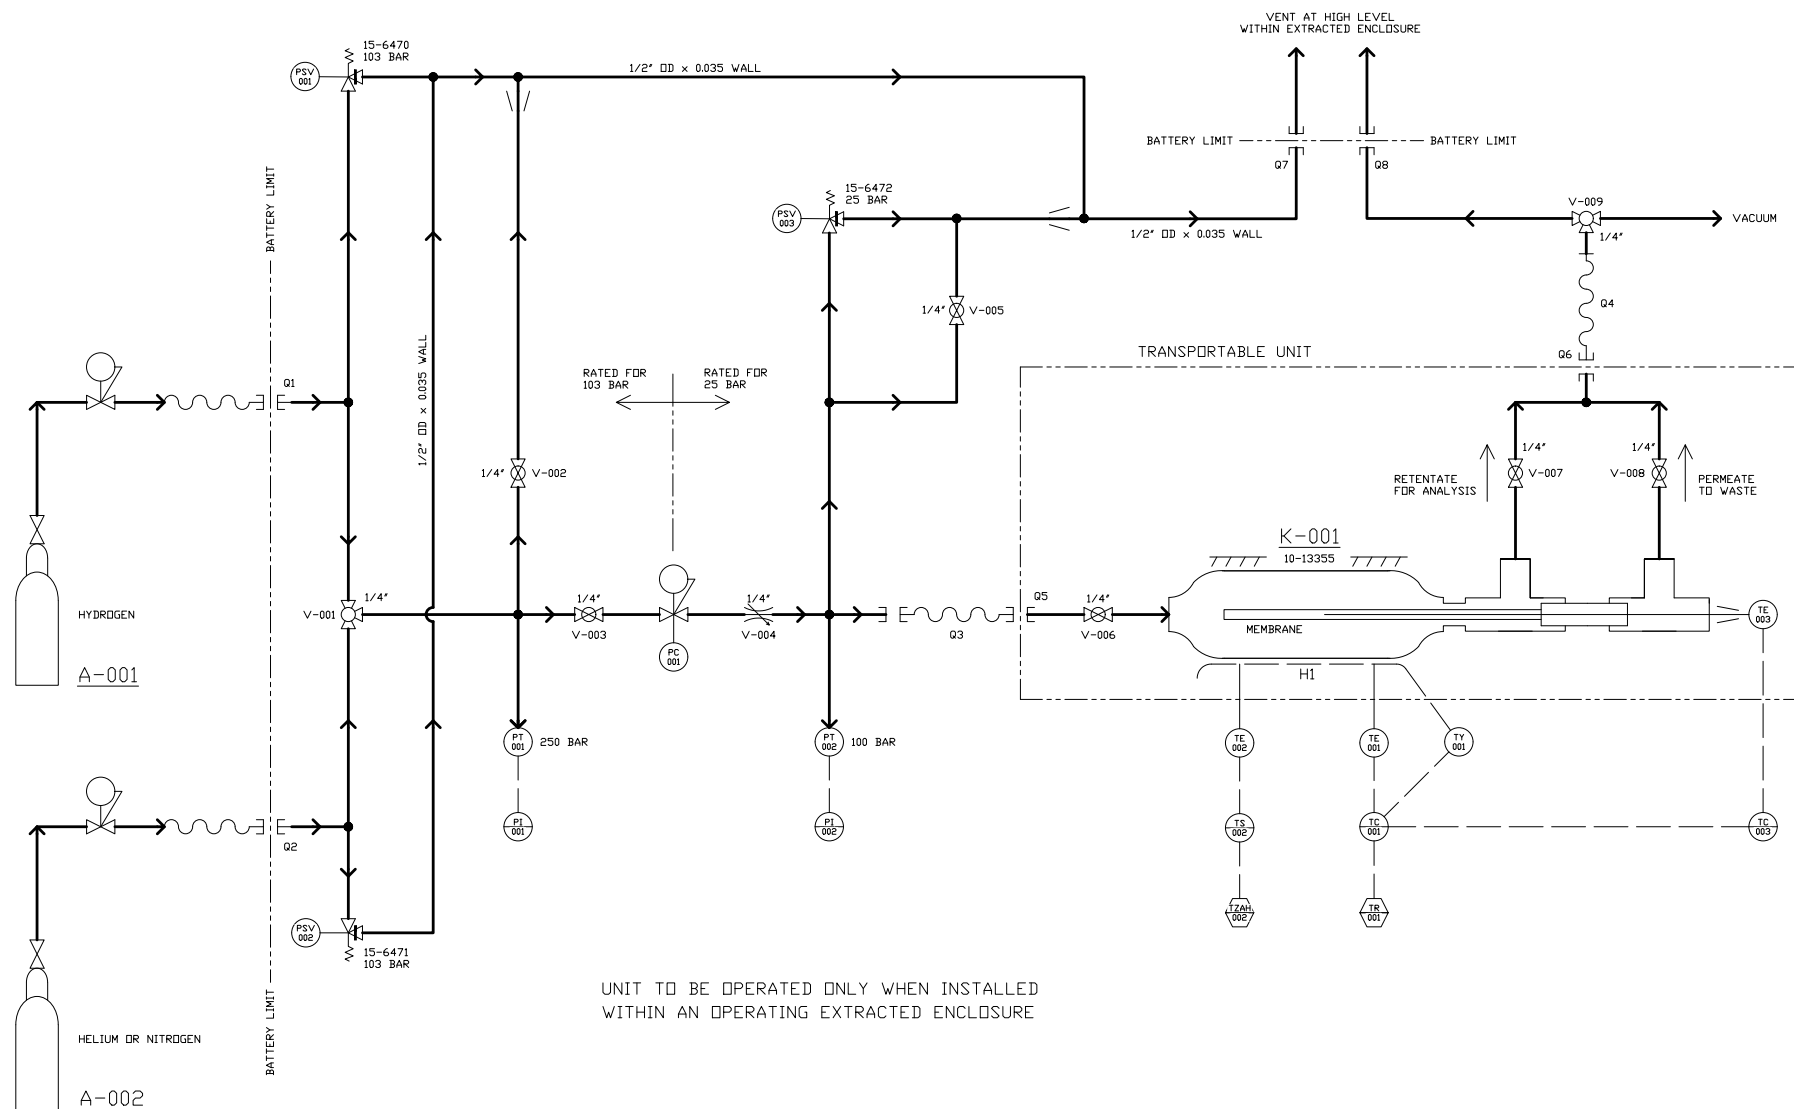 VENT AT HIGH LEVEL
WITHIN EXTRACTED ENCLOSURE
15-6470
103 BAR
PSV
001
1/2" OD x 0.035 WALL
BATTERY LIMIT
BATTERY LIMIT
Q7
Q8
BATTERY LIMIT
15-6472
25 BAR
PSV
003
V-009
1/4"
VACUUM
1/2" OD x 0.035 WALL
1/4"
V-005
Q4
1/2" OD x 0.035 WALL
TRANSPORTABLE UNIT
Q6
Q1
RATED FOR
103 BAR
RATED FOR
25 BAR
1/4"
V-002
1/4"
V-007
1/4"
V-008
RETENTATE
FOR ANALYSIS
PERMEATE
TO WASTE
K-001
10-13355
HYDROGEN
A-001
V-001
1/4"
1/4"
V-003
PC
001
1/4"
V-004
Q3
Q5
1/4"
V-006
MEMBRANE
H1
TE
003
PT
001
250 BAR
PT
002
100 BAR
TE
002
TE
001
TY
001
PI
001
PI
002
TS
002
TC
001
TC
003
Q2
TZAH
002
TR
001
PSV
002
15-6471
103 BAR
UNIT TO BE OPERATED ONLY WHEN INSTALLED
WITHIN AN OPERATING EXTRACTED ENCLOSURE
BATTERY LIMIT
HELIUM OR NITROGEN
A-002